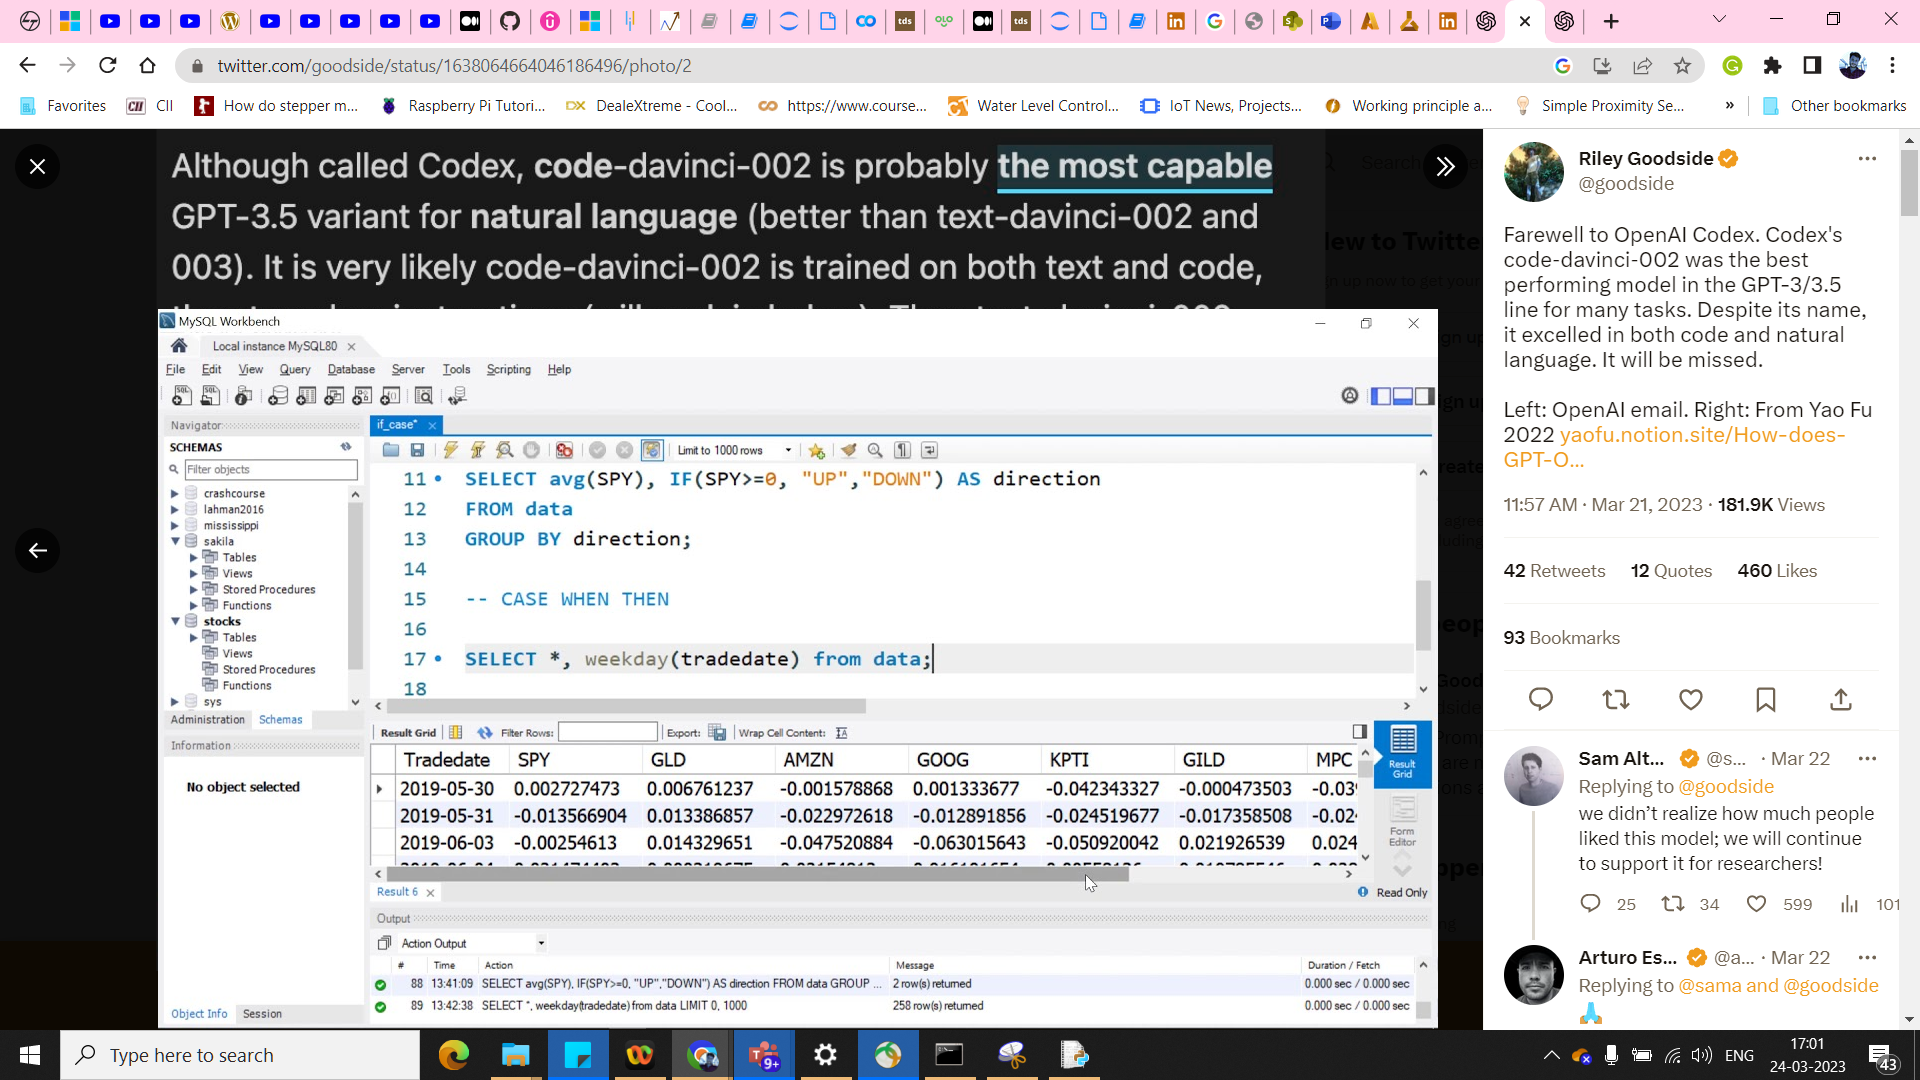 tds
OLO
tds
twitter.com/goodside/status/1638064664046186496/photo/2
Favorites
CII
How do stepper m...
Raspberry Pi Tutori...
DX DealeXtreme - Cool...
https://www.course...
Water Level Control...
IoT News, Projects...
Working principle a...
Simple Proximity Se...
»
Other bookmarks
Although called Codex, code-davinci-002 is probably the most capable
GPT-3.5 variant for natural language (better than text-davinci-002 and
003). It is very likely code-davinci-002 is trained on both text and code,
MySQL Workbench
Local instance MySQL80
File Edit View Query Database Server Tools Scripting Help
Navigator
SCHEMAS
Filter objects
crashcourse
lahman2016
mississippi
sakila
Tables
Views
Stored Procedures
Functions
stocks
Tables
Views
Stored Procedures
Functions
sys
Administration Schemas
Information
No object selected
Object Info Session
if_case*
Limit to 1000 rows
11 SELECT avg(SPY), IF(SPY>=0, "UP","DOWN") AS direction
12 FROM data
13 GROUP BY direction;
14
15 -- CASE WHEN THEN
16
17 SELECT *, weekday(tradedate) from data;
18
Result Grid Filter Rows: Export: Wrap Cell Content:
Tradedate SPY GLD AMZN GOOG KPTI GILD MPC
2019-05-30 0.002727473 0.006761237 -0.001578868 0.001333677 -0.042343327 -0.000473503
2019-05-31 -0.013566904 0.013386857 -0.022972618 -0.012891856 -0.024519677 -0.017358508 -0.02
2019-06-03 -0.00254613 0.014329651 -0.047520884 -0.063015643 -0.050920042 0.021926539 0.024
Result Grid
Form Editor
Result 6
Read Only
Output
Action Output
# Time Action Message Duration / Fetch
88 13:41:09 SELECT avg(SPY), IF(SPY>=0, "UP","DOWN") AS direction FROM data GROUP ... 2 row(s) returned 0.000 sec / 0.000 sec
89 13:42:38 SELECT *, weekday(tradedate) from data LIMIT 0, 1000 258 row(s) returned 0.000 sec / 0.000 sec
Riley Goodside
@goodside
Farewell to OpenAI Codex. Codex's
code-davinci-002 was the best
performing model in the GPT-3/3.5
line for many tasks. Despite its name,
it excelled in both code and natural
language. It will be missed.
Left: OpenAI email. Right: From Yao Fu
2022 yaofu.notion.site/How-does-
GPT-O...
11:57 AM · Mar 21, 2023 · 181.9K Views
42 Retweets 12 Quotes 460 Likes
93 Bookmarks
Sam Alt... @s... · Mar 22
Replying to @goodside
we didn’t realize how much people
liked this model; we will continue
to support it for researchers!
25 34 599 101
Arturo Es... @a... · Mar 22
Replying to @sama and @goodside
Type here to search
9+
ENG
17:01
24-03-2023
43